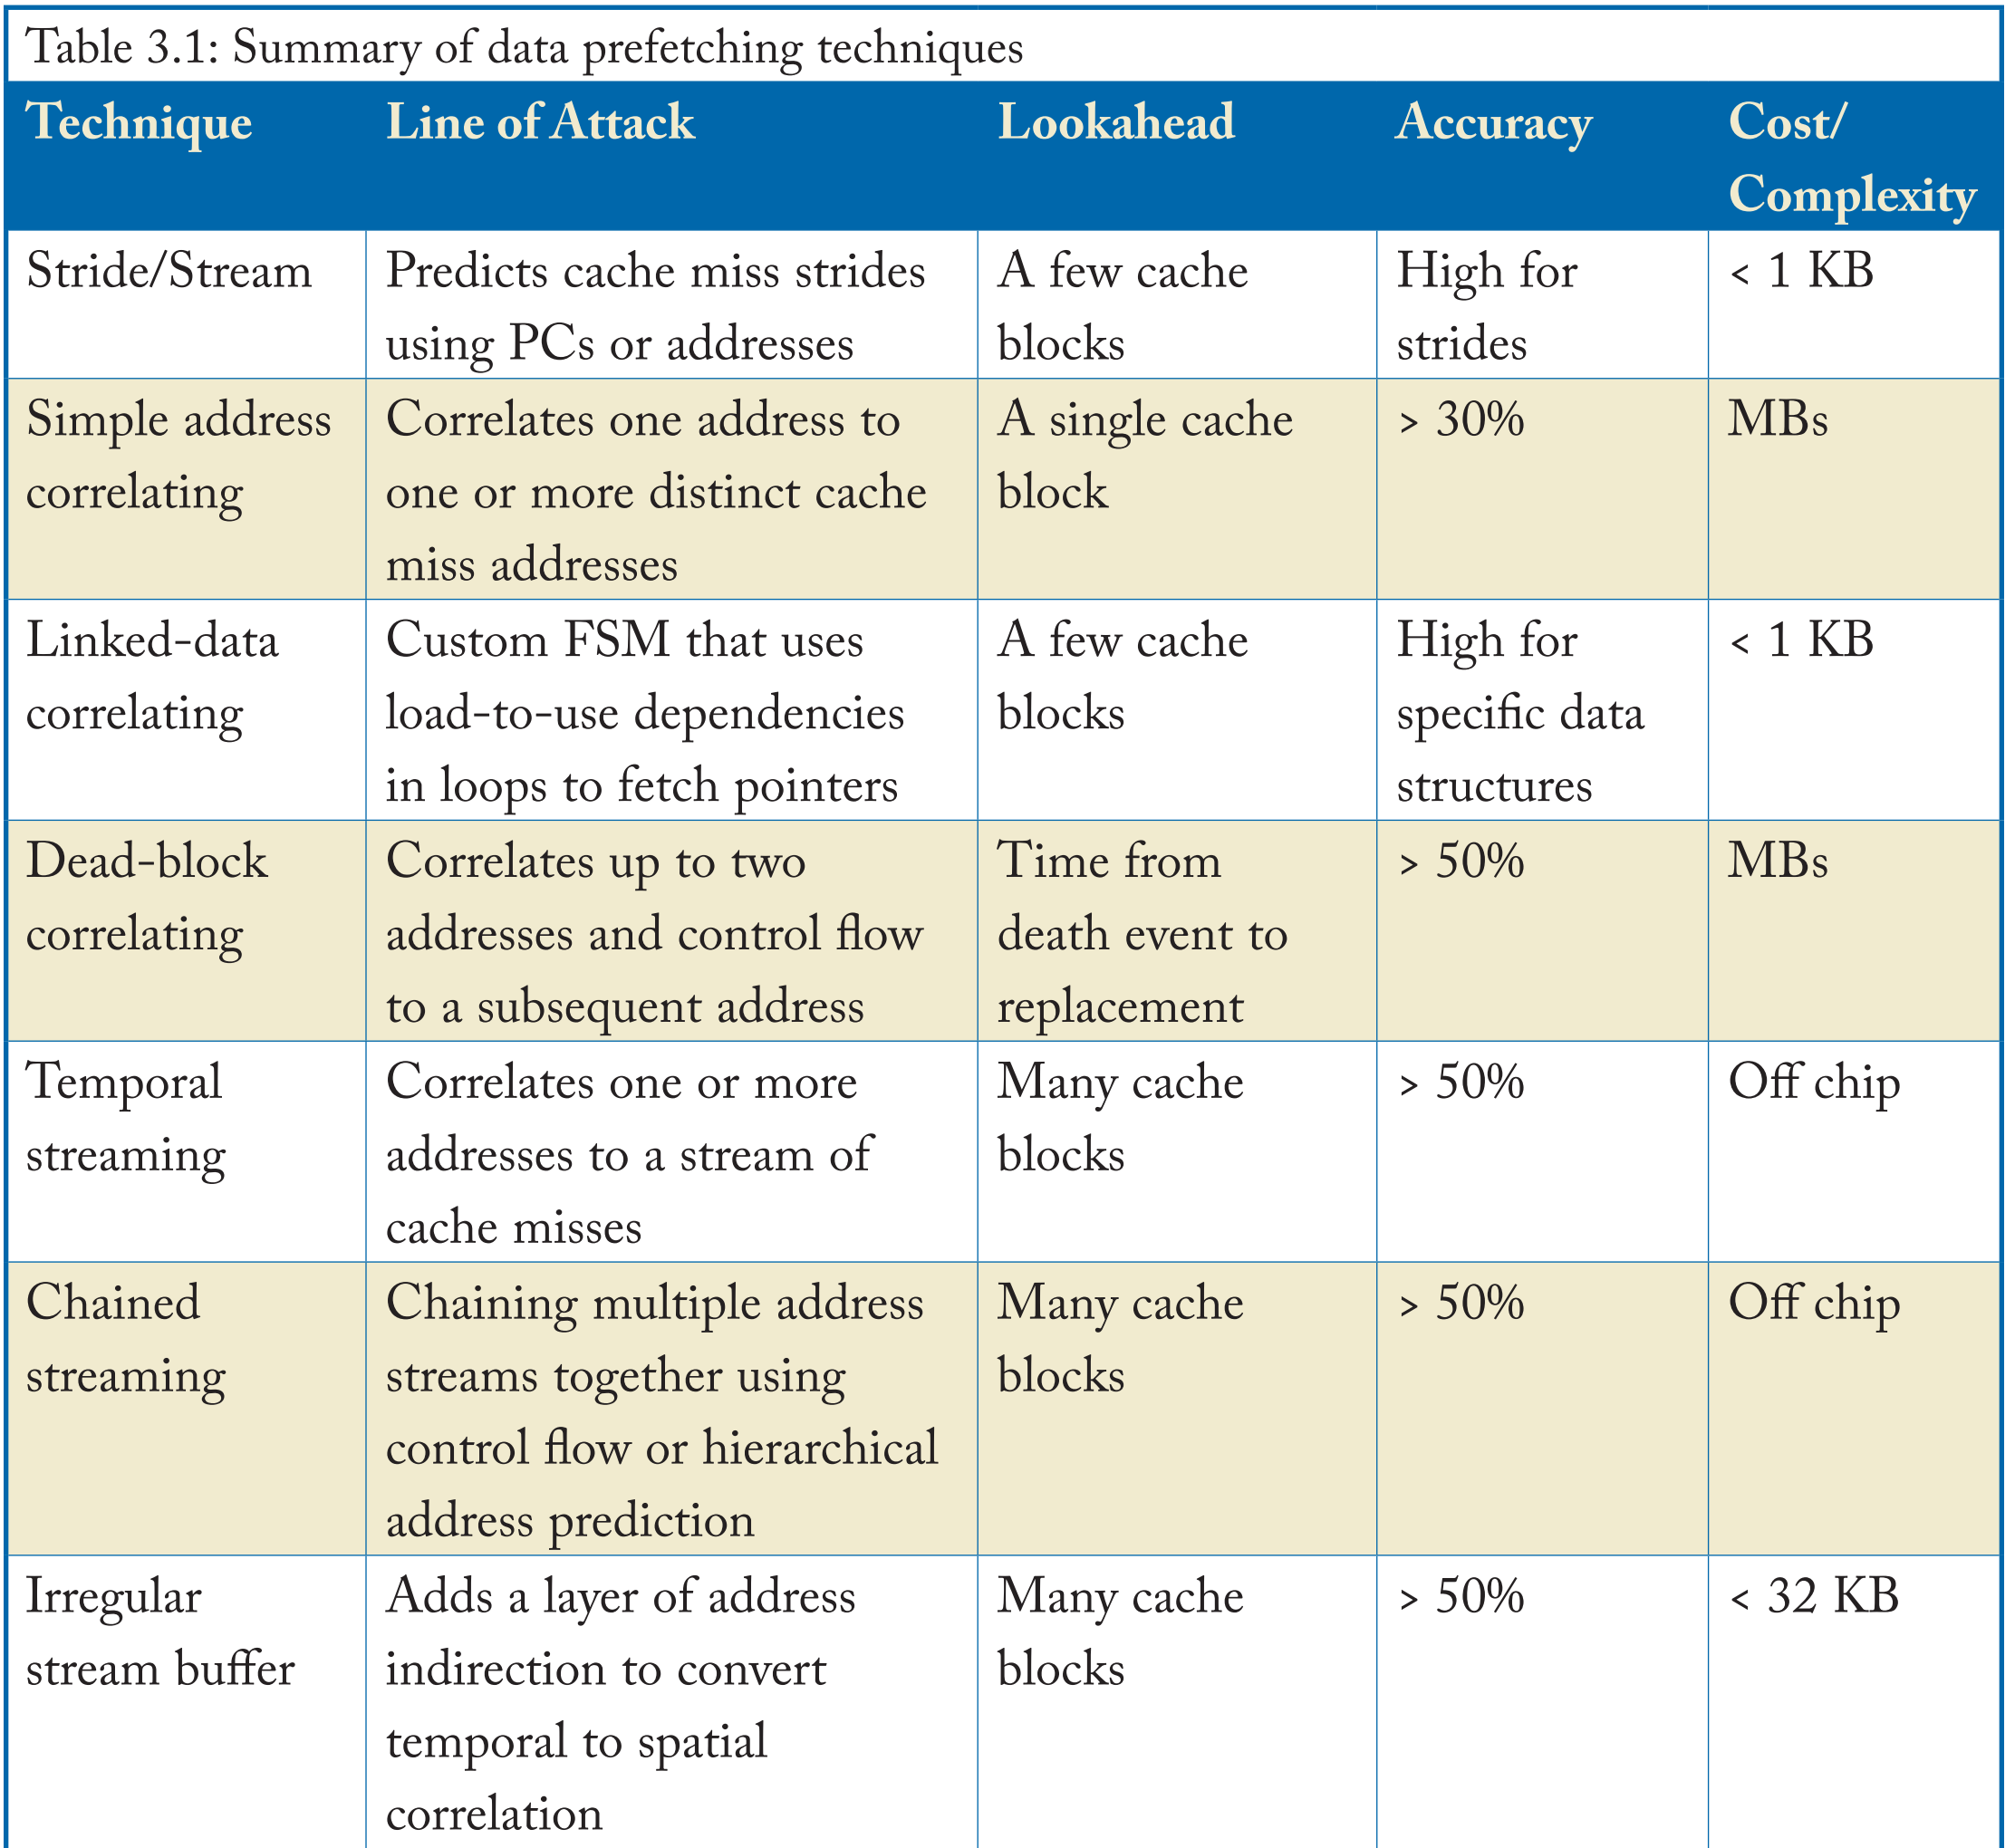 Table 3.1: Summary of data prefetching techniques
Technique Line of Attack Lookahead Accuracy Cost/
Complexity
Stride/Stream Predicts cache miss strides A few cache High for < 1 KB
using PCs or addresses blocks strides
Simple address Correlates one address to A single cache > 30% MBs
correlating one or more distinct cache block
miss addresses
Linked-data Custom FSM that uses A few cache High for < 1 KB
correlating load-to-use dependencies blocks specific data
in loops to fetch pointers structures
Dead-block Correlates up to two Time from > 50% MBs
correlating addresses and control flow death event to
to a subsequent address replacement
Temporal Correlates one or more Many cache > 50% Off chip
streaming addresses to a stream of blocks
cache misses
Chained Chaining multiple address Many cache > 50% Off chip
streaming streams together using blocks
control flow or hierarchical
address prediction
Irregular Adds a layer of address Many cache > 50% < 32 KB
stream buffer indirection to convert blocks
temporal to spatial
correlation